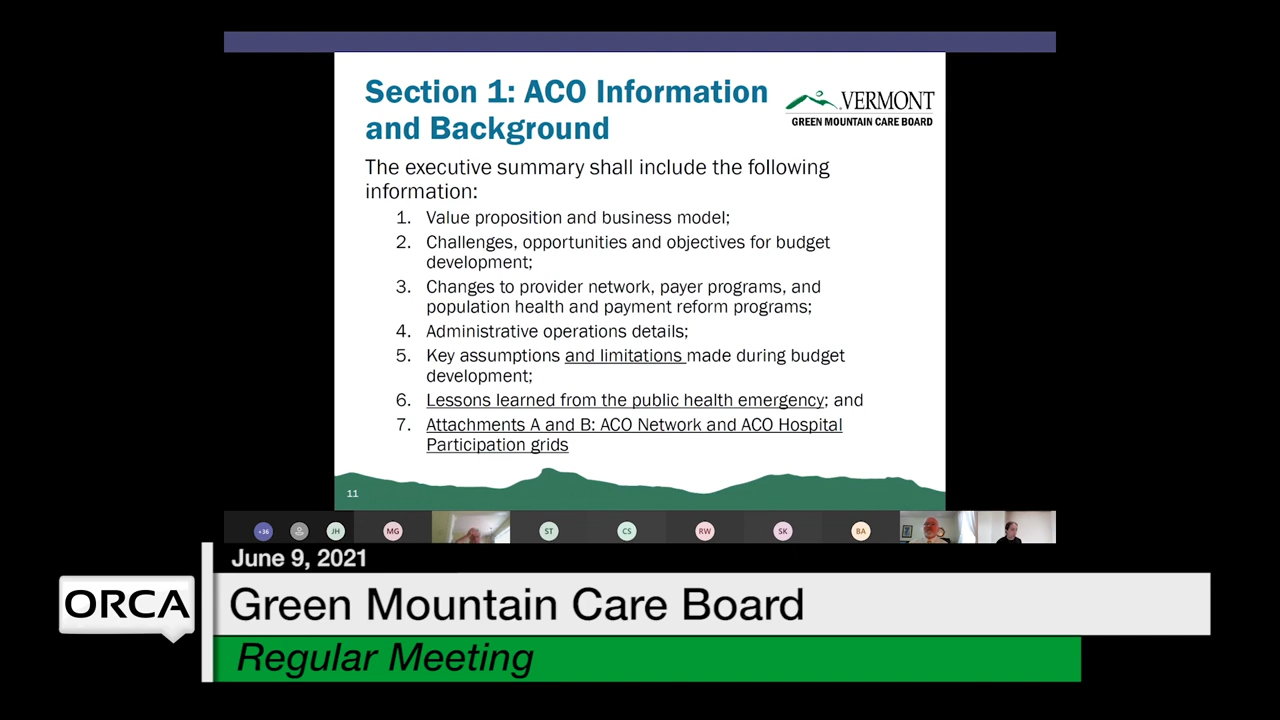 Section 1: ACO Information
and Background
VERMONT
GREEN MOUNTAIN CARE BOARD
The executive summary shall include the following
information:
1. Value proposition and business model;
2. Challenges, opportunities and objectives for budget
development;
3. Changes to provider network, payer programs, and
population health and payment reform programs;
4. Administrative operations details;
5. Key assumptions and limitations made during budget
development;
6. Lessons learned from the public health emergency; and
7. Attachments A and B: ACO Network and ACO Hospital
Participation grids
11
+36 JH MG ST CS RW SK BA
June 9, 2021
ORCA
Green Mountain Care Board
Regular Meeting